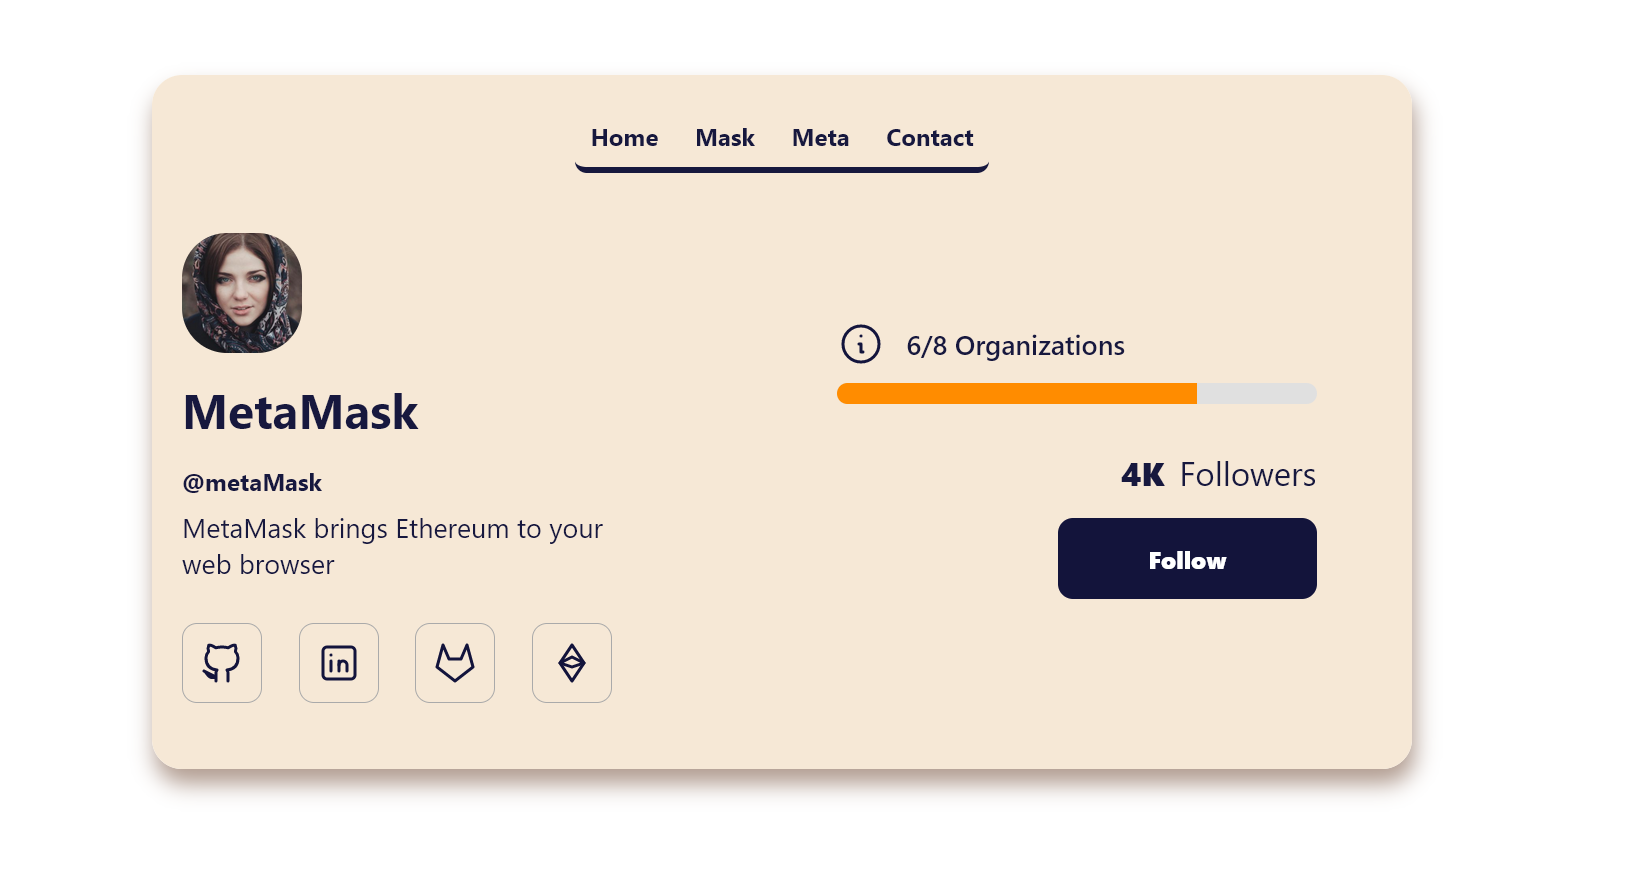 Home Mask Meta Contact
6/8 Organizations
MetaMask
4K Followers
@metaMask
MetaMask brings Ethereum to your
web browser
Follow
in